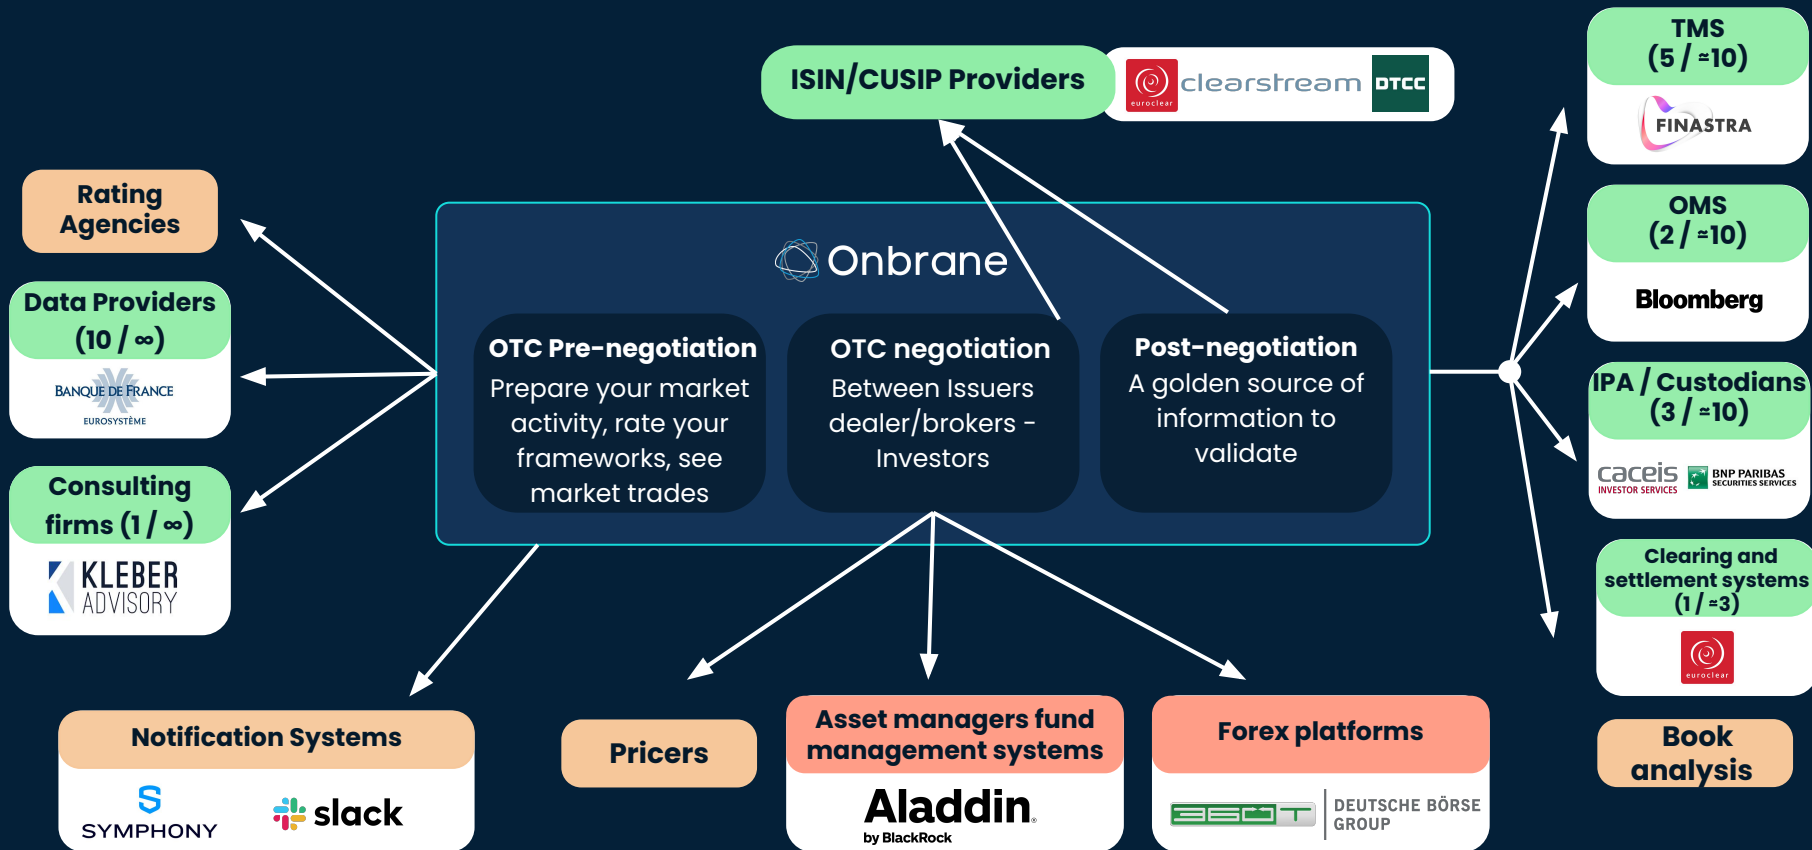 ISIN/CUSIP Providers
euroclear
clearstream
DTCC
TMS
(5 / ≃10)
FINASTRA
OMS
(2 / ≃10)
Bloomberg
IPA / Custodians
(3 / ≃10)
caceis
INVESTOR SERVICES
BNP PARIBAS
SECURITIES SERVICES
Clearing and
settlement systems
(1 / ≃3)
euroclear
Book
analysis
Rating
Agencies
Data Providers
(10 / ∞)
BANQUE DE FRANCE
EUROSYSTÈME
Consulting
firms (1 / ∞)
KLEBER
ADVISORY
Onbrane
OTC Pre-negotiation
Prepare your market
activity, rate your
frameworks, see
market trades
OTC negotiation
Between Issuers
dealer/brokers -
Investors
Post-negotiation
A golden source of
information to
validate
Notification Systems
SYMPHONY
slack
Pricers
Asset managers fund
management systems
Aladdin.
by BlackRock
Forex platforms
360T
DEUTSCHE BÖRSE
GROUP